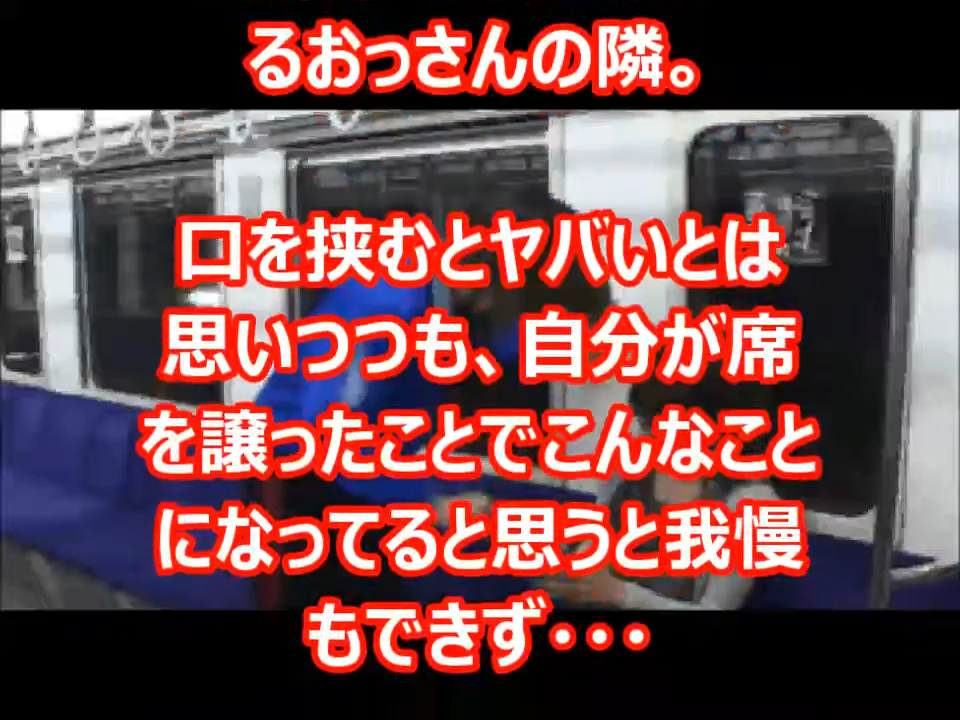 るおっさんの隣。
口を挟むとヤバいとは
思いつつも、自分が席
を譲ったことでこんなこと
になってると思うと我慢
もできず・・・